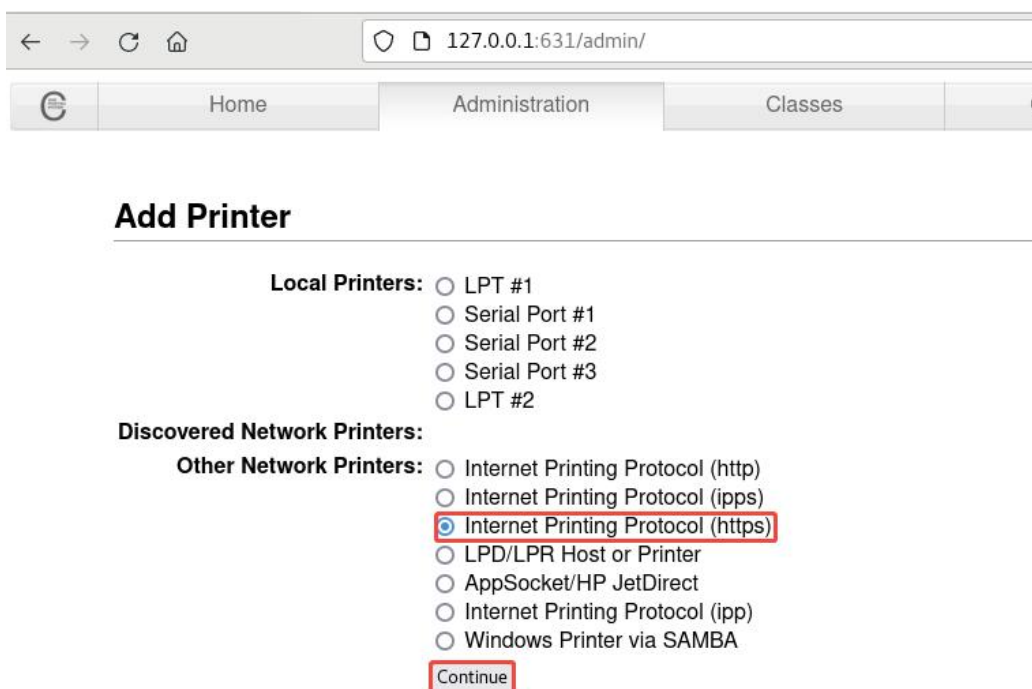 127.0.0.1:631/admin/
Home Administration Classes
Add Printer
Local Printers: LPT #1
Serial Port #1
Serial Port #2
Serial Port #3
LPT #2
Discovered Network Printers:
Other Network Printers: Internet Printing Protocol (http)
Internet Printing Protocol (ipps)
Internet Printing Protocol (https)
LPD/LPR Host or Printer
AppSocket/HP JetDirect
Internet Printing Protocol (ipp)
Windows Printer via SAMBA
Continue